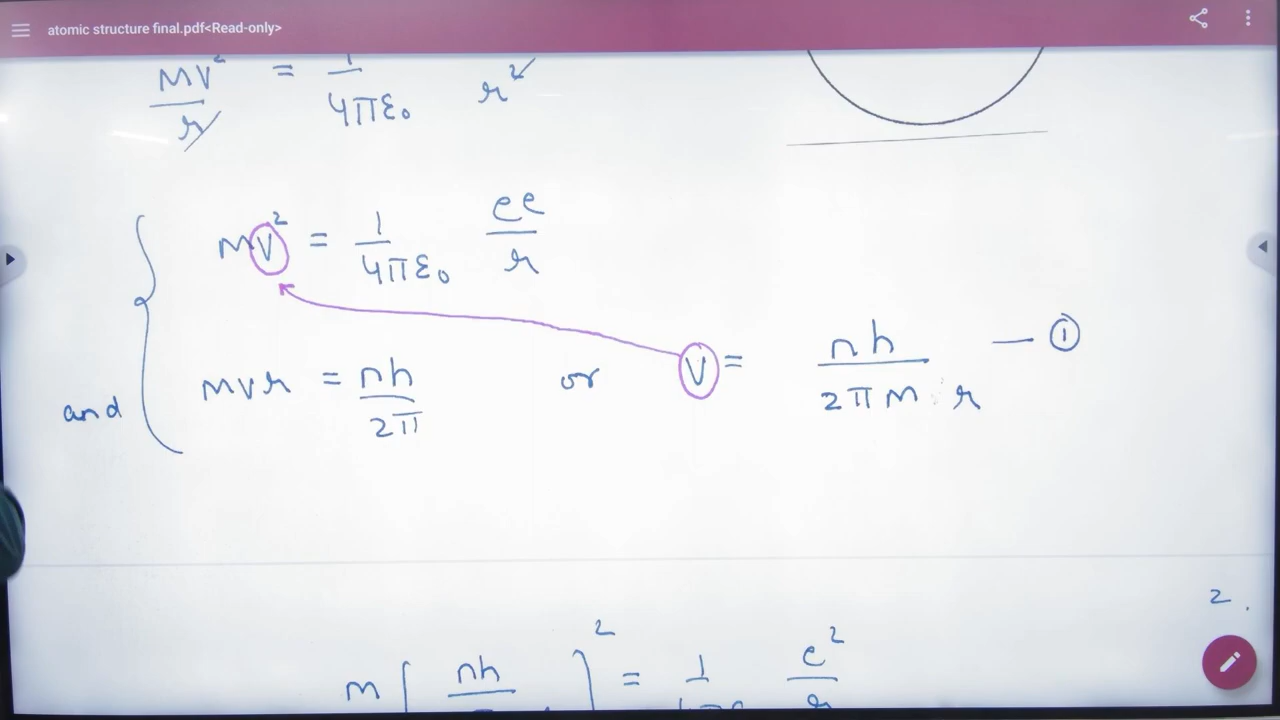 atomic structure final.pdf<Read-only>
mv² / r = 1 / 4πε₀ r²
mv² = 1 / 4πε₀ ee / r
and mvr = nh / 2π or v = nh / 2πm r — ①
2.
m [ nh ]² = 1 e² / r